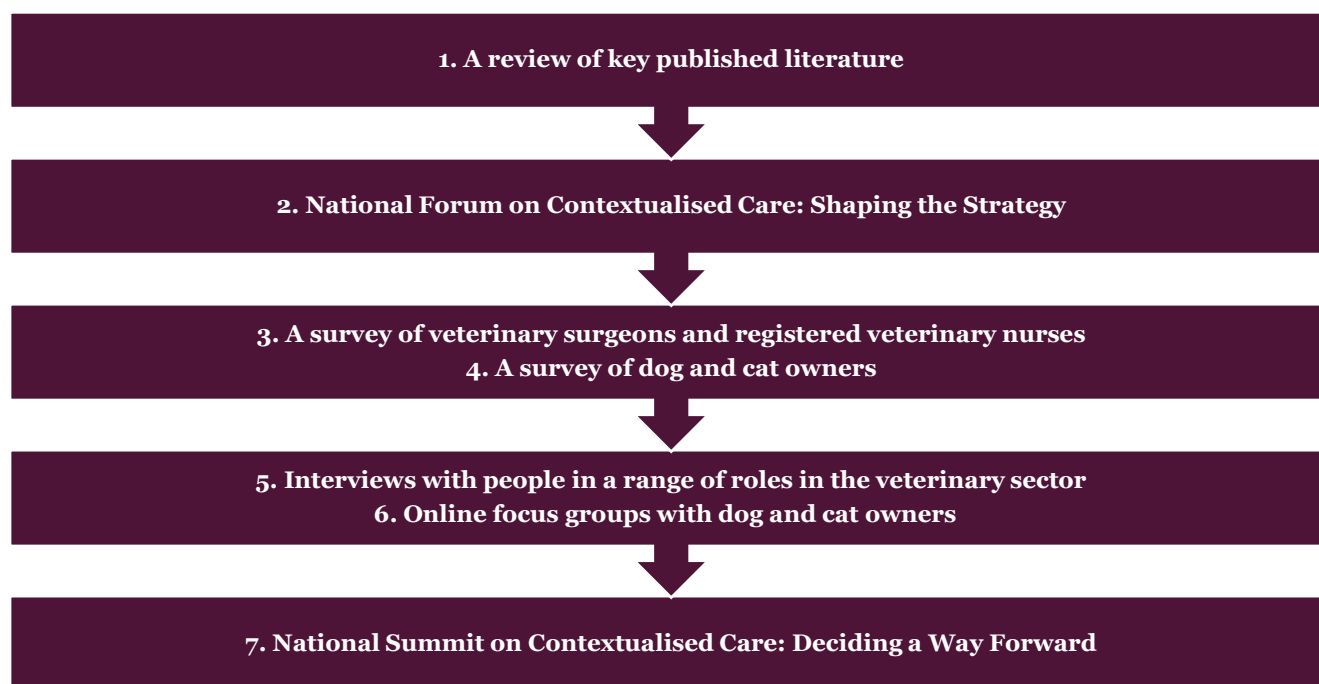 1. A review of key published literature
2. National Forum on Contextualised Care: Shaping the Strategy
3. A survey of veterinary surgeons and registered veterinary nurses
4. A survey of dog and cat owners
5. Interviews with people in a range of roles in the veterinary sector
6. Online focus groups with dog and cat owners
7. National Summit on Contextualised Care: Deciding a Way Forward